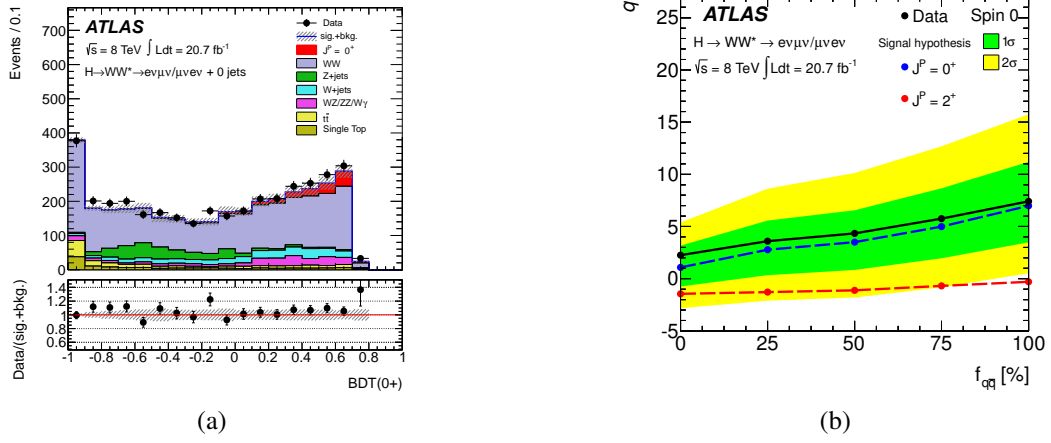 Events / 0.1
700
600
500
400
300
200
100
0
ATLAS
√s = 8 TeV ∫ Ldt = 20.7 fb⁻¹
H→WW*→eνμν/μνeν + 0 jets
Data
sig.+bkg.
Jᴾ = 0⁺
WW
Z+jets
W+jets
WZ/ZZ/Wγ
tt̄
Single Top
Data/(sig.+bkg.)
1.4
1.2
1
0.8
0.6
-1 -0.8 -0.6 -0.4 -0.2 0 0.2 0.4 0.6 0.8 1
BDT(0+)
(a)
q
25
20
15
10
5
0
-5
ATLAS
H → WW* → eνμν/μνeν
√s = 8 TeV ∫Ldt = 20.7 fb⁻¹
Data
Signal hypothesis
Jᴾ = 0⁺
Jᴾ = 2⁺
Spin 0
1σ
2σ
0 25 50 75 100
f_qq̄ [%]
(b)